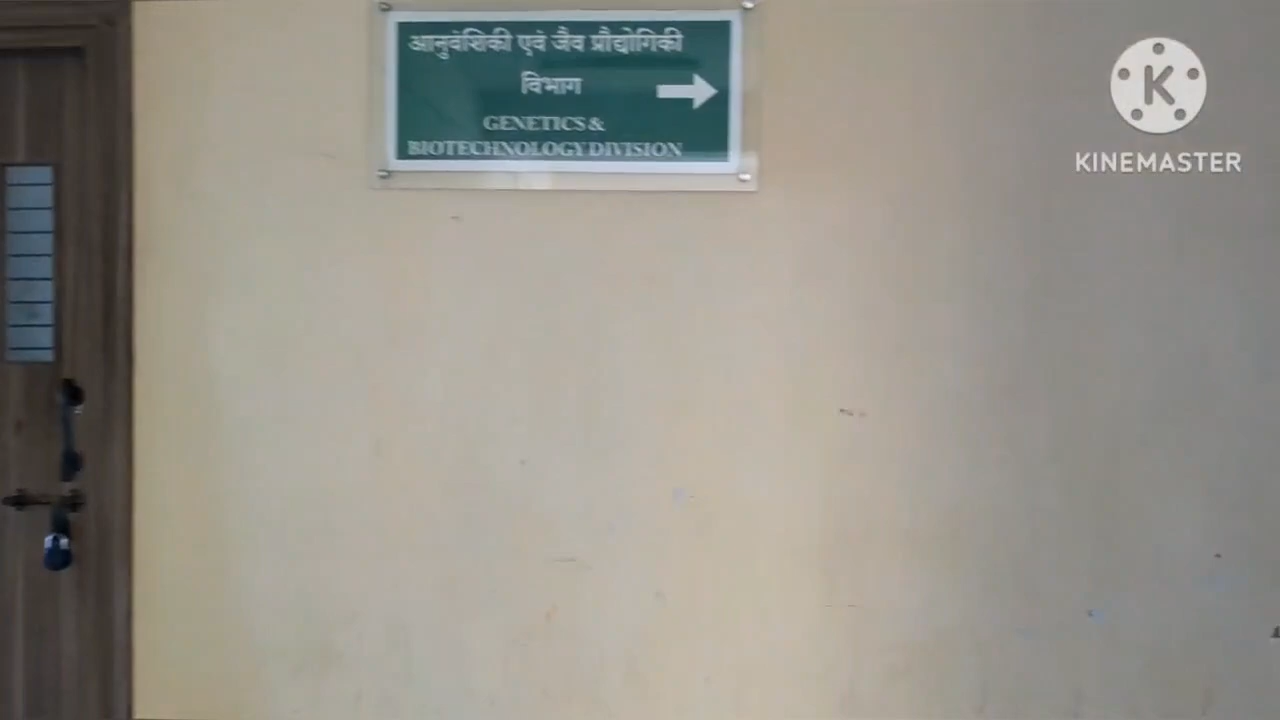 आनुवंशिकी एवं जैव प्रौद्योगिकी
विभाग
GENETICS &
BIOTECHNOLOGY DIVISION
K
KINEMASTER